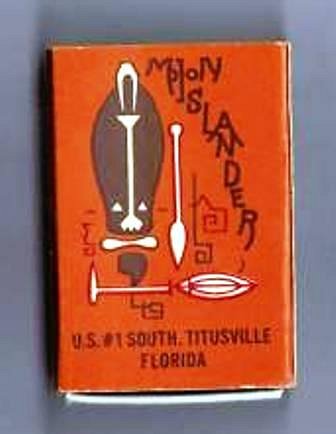 ISLANDER
U.S. #1 SOUTH. TITUSVILLE
FLORIDA